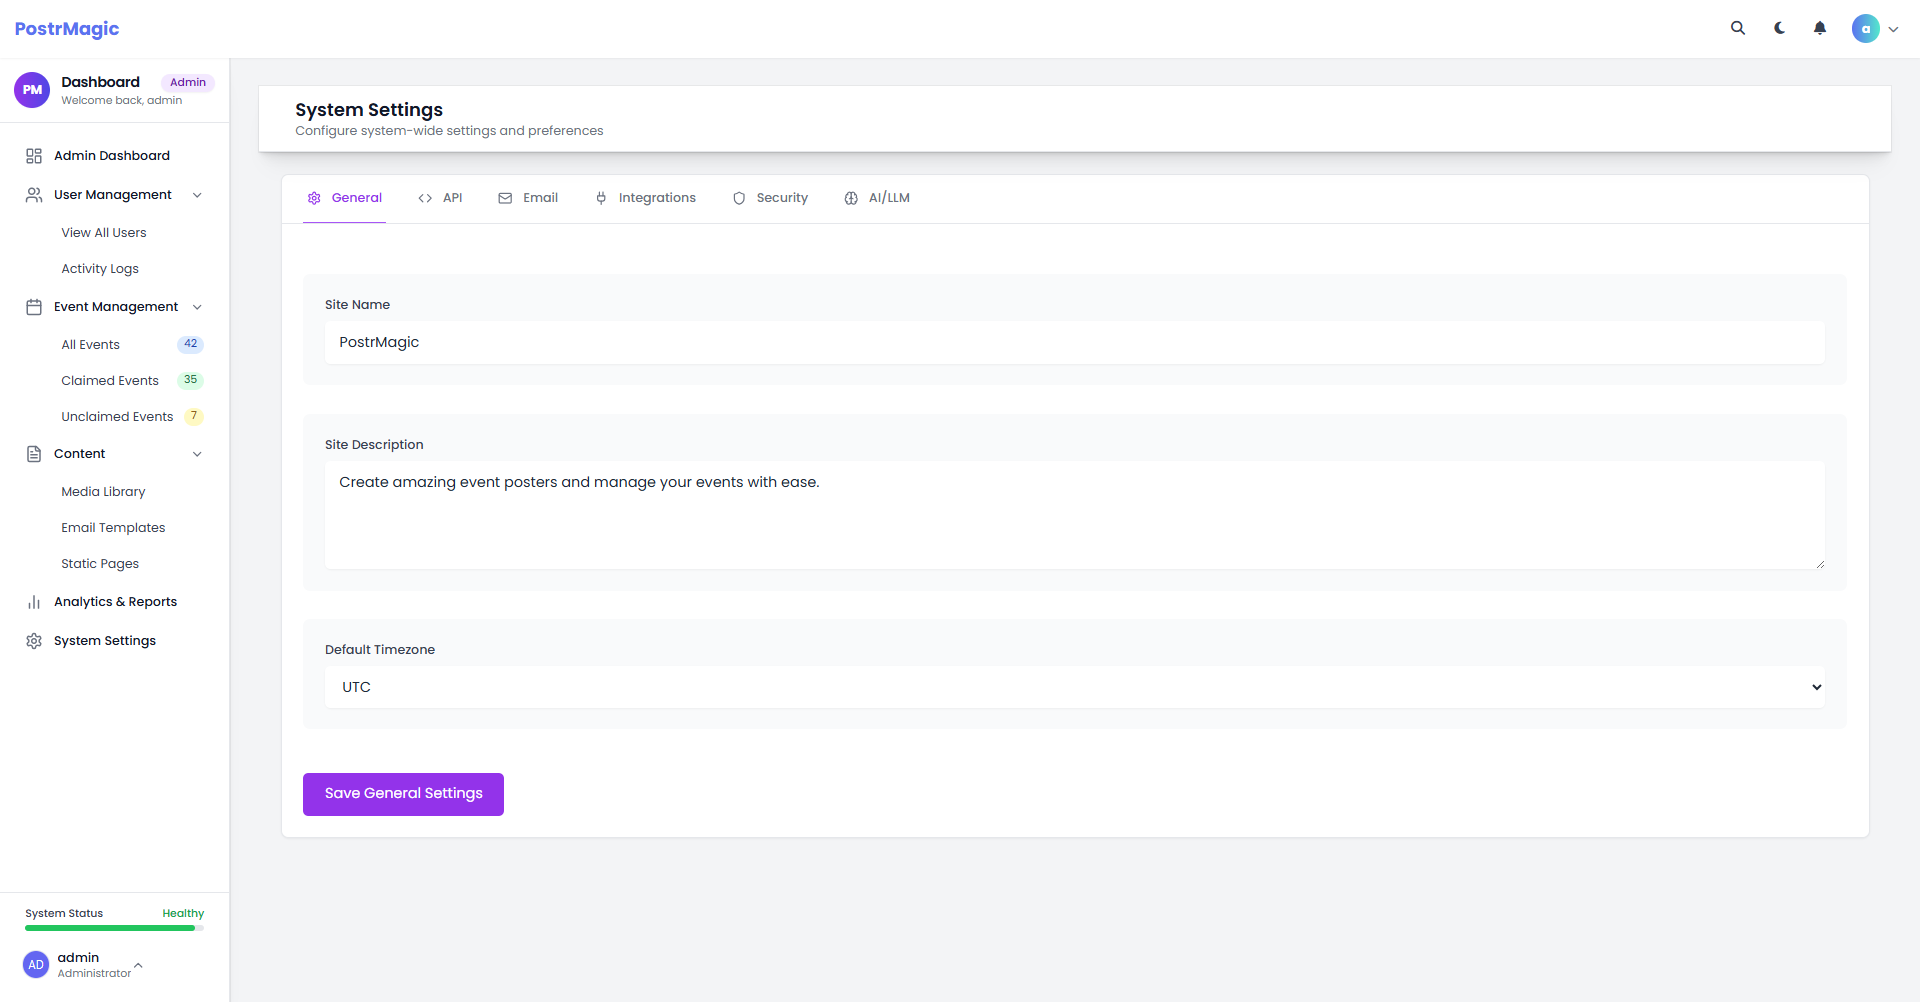 PostrMagic
a
PM
Dashboard
Admin
Welcome back, admin
Admin Dashboard
User Management
View All Users
Activity Logs
Event Management
All Events 42
Claimed Events 35
Unclaimed Events 7
Content
Media Library
Email Templates
Static Pages
Analytics & Reports
System Settings
System Status Healthy
AD
admin
Administrator
System Settings
Configure system-wide settings and preferences
General API Email Integrations Security AI/LLM
Site Name
PostrMagic
Site Description
Create amazing event posters and manage your events with ease.
Default Timezone
UTC
Save General Settings